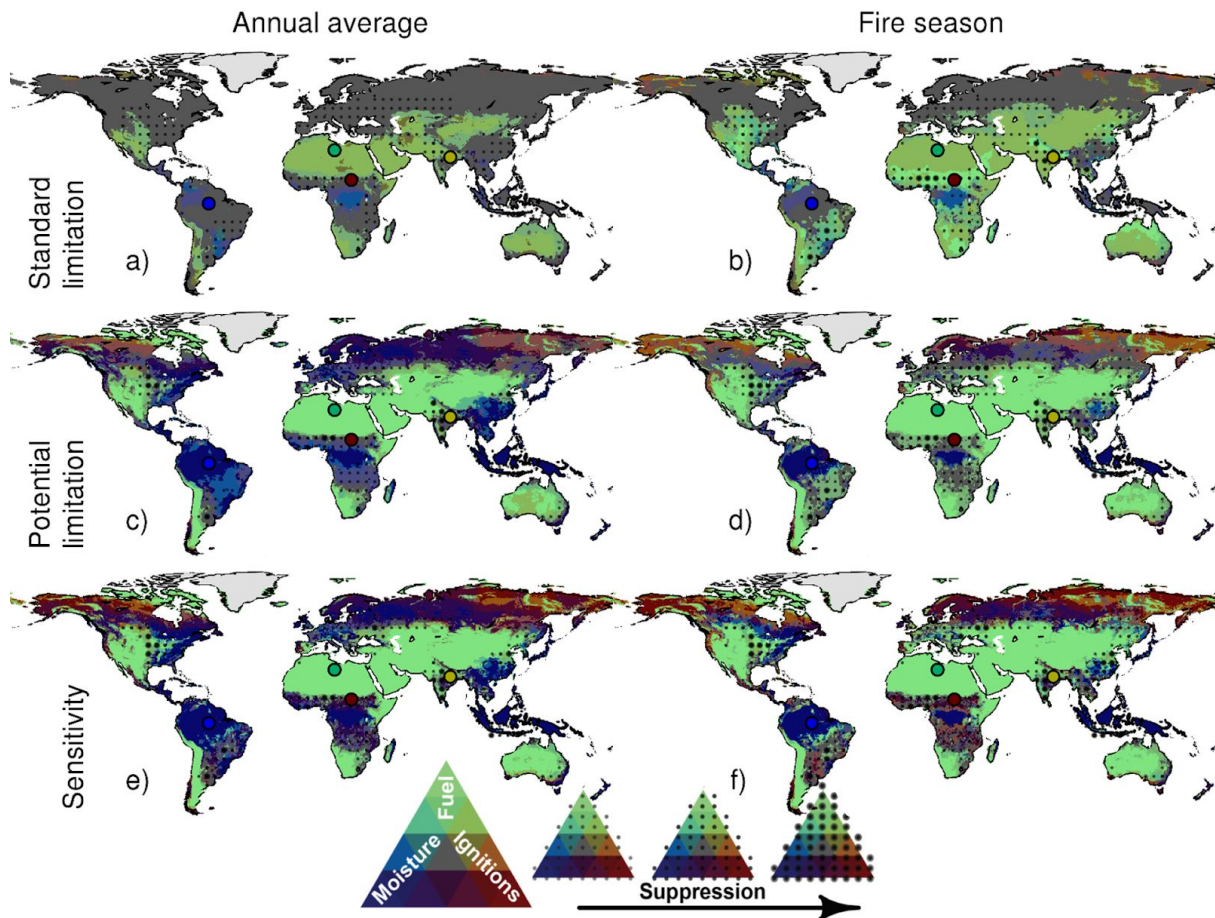 Annual average
Fire season
Standard
limitation
a)
b)
Potential
limitation
c)
d)
Sensitivity
e)
f)
Fuel
Moisture
Ignitions
Suppression